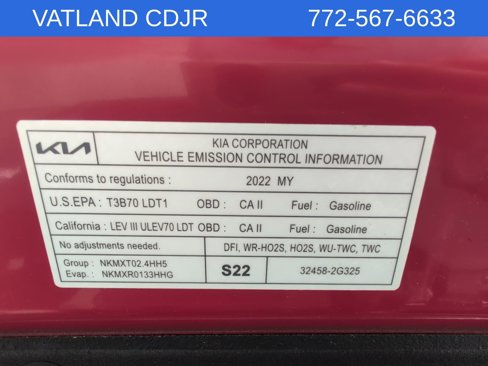 VATLAND CDJR 772-567-6633
KIA
KIA CORPORATION
VEHICLE EMISSION CONTROL INFORMATION
Conforms to regulations : 2022 MY
U.S.EPA : T3B70 LDT1 OBD : CA II Fuel : Gasoline
California : LEV III ULEV70 LDT OBD : CA II Fuel : Gasoline
No adjustments needed. DFI, WR-HO2S, HO2S, WU-TWC, TWC
Group : NKMXT02.4HH5
Evap. : NKMXR0133HHG
S22
32458-2G325